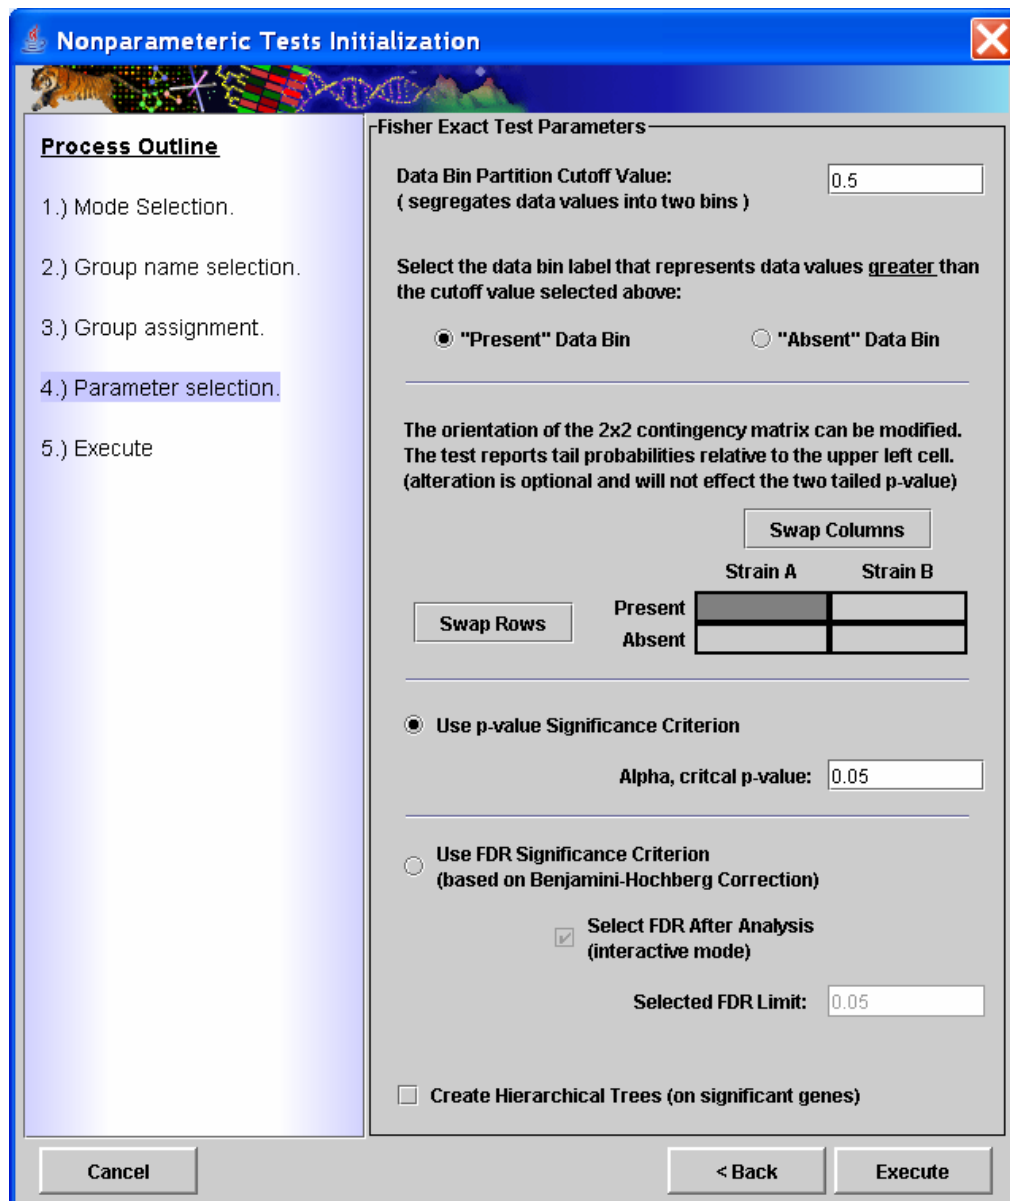 Nonparameteric Tests Initialization
Process Outline
1.) Mode Selection.
2.) Group name selection.
3.) Group assignment.
4.) Parameter selection.
5.) Execute
Fisher Exact Test Parameters
Data Bin Partition Cutoff Value:
( segregates data values into two bins )
0.5
Select the data bin label that represents data values greater than
the cutoff value selected above:
"Present" Data Bin
"Absent" Data Bin
The orientation of the 2x2 contingency matrix can be modified.
The test reports tail probabilities relative to the upper left cell.
(alteration is optional and will not effect the two tailed p-value)
Swap Columns
Strain A Strain B
Swap Rows
Present
Absent
Use p-value Significance Criterion
Alpha, critcal p-value: 0.05
Use FDR Significance Criterion
(based on Benjamini-Hochberg Correction)
Select FDR After Analysis
(interactive mode)
Selected FDR Limit: 0.05
Create Hierarchical Trees (on significant genes)
Cancel < Back Execute